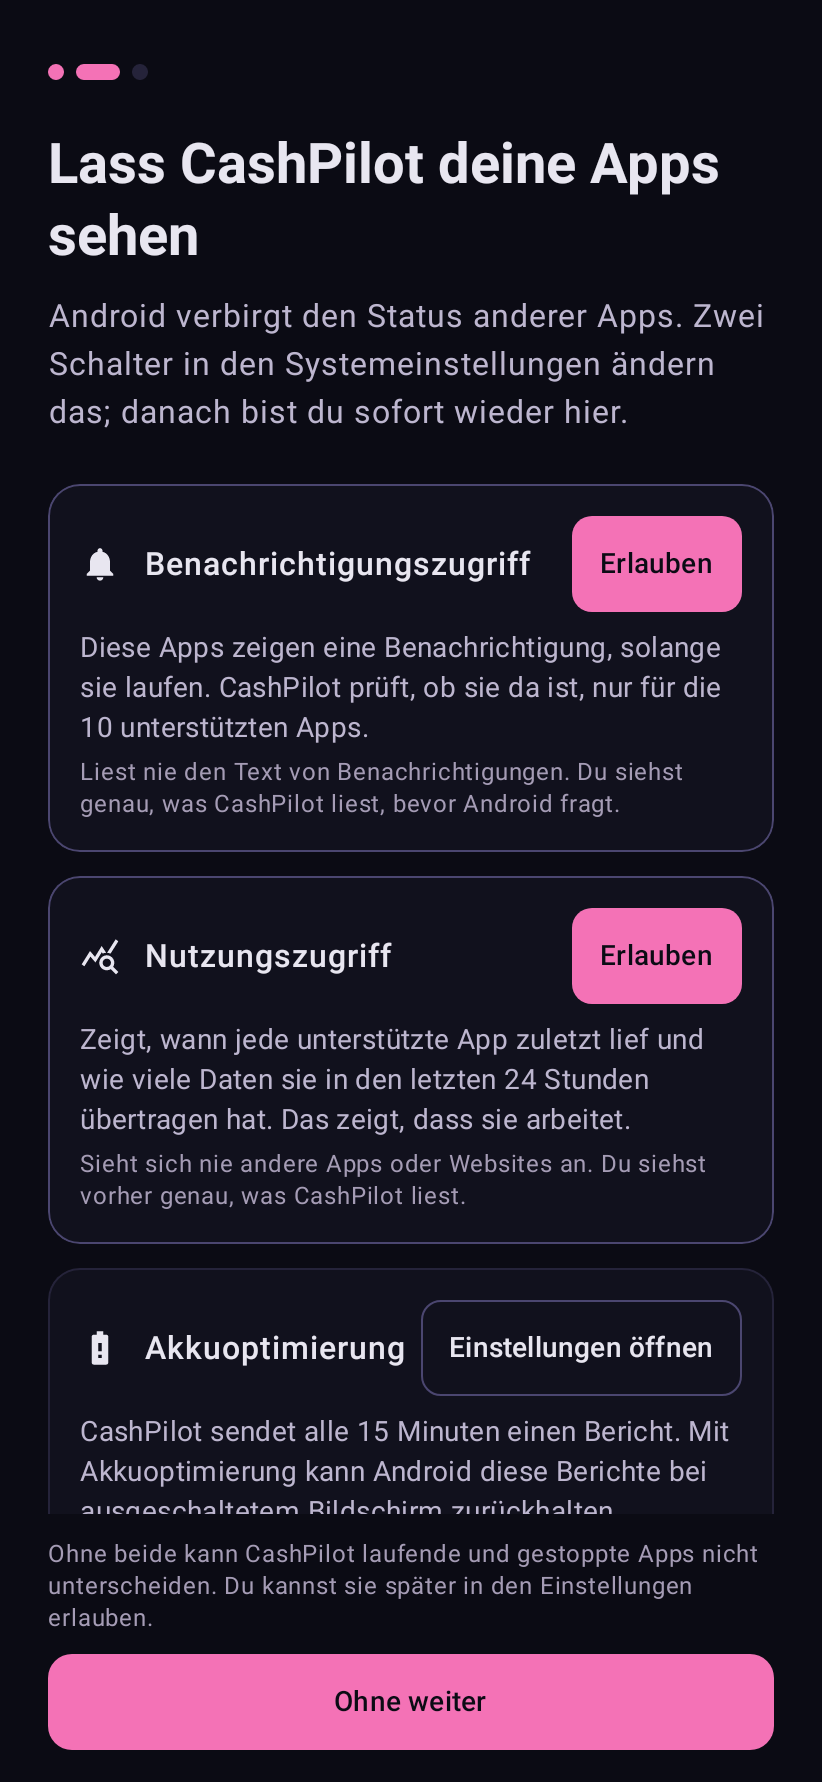 Lass CashPilot deine Apps
sehen
Android verbirgt den Status anderer Apps. Zwei
Schalter in den Systemeinstellungen ändern
das; danach bist du sofort wieder hier.
Benachrichtigungszugriff
Erlauben
Diese Apps zeigen eine Benachrichtigung, solange
sie laufen. CashPilot prüft, ob sie da ist, nur für die
10 unterstützten Apps.
Liest nie den Text von Benachrichtigungen. Du siehst
genau, was CashPilot liest, bevor Android fragt.
Nutzungszugriff
Erlauben
Zeigt, wann jede unterstützte App zuletzt lief und
wie viele Daten sie in den letzten 24 Stunden
übertragen hat. Das zeigt, dass sie arbeitet.
Sieht sich nie andere Apps oder Websites an. Du siehst
vorher genau, was CashPilot liest.
Akkuoptimierung
Einstellungen öffnen
CashPilot sendet alle 15 Minuten einen Bericht. Mit
Akkuoptimierung kann Android diese Berichte bei
ausgeschaltetem Bildschirm zurückhalten
Ohne beide kann CashPilot laufende und gestoppte Apps nicht
unterscheiden. Du kannst sie später in den Einstellungen
erlauben.
Ohne weiter